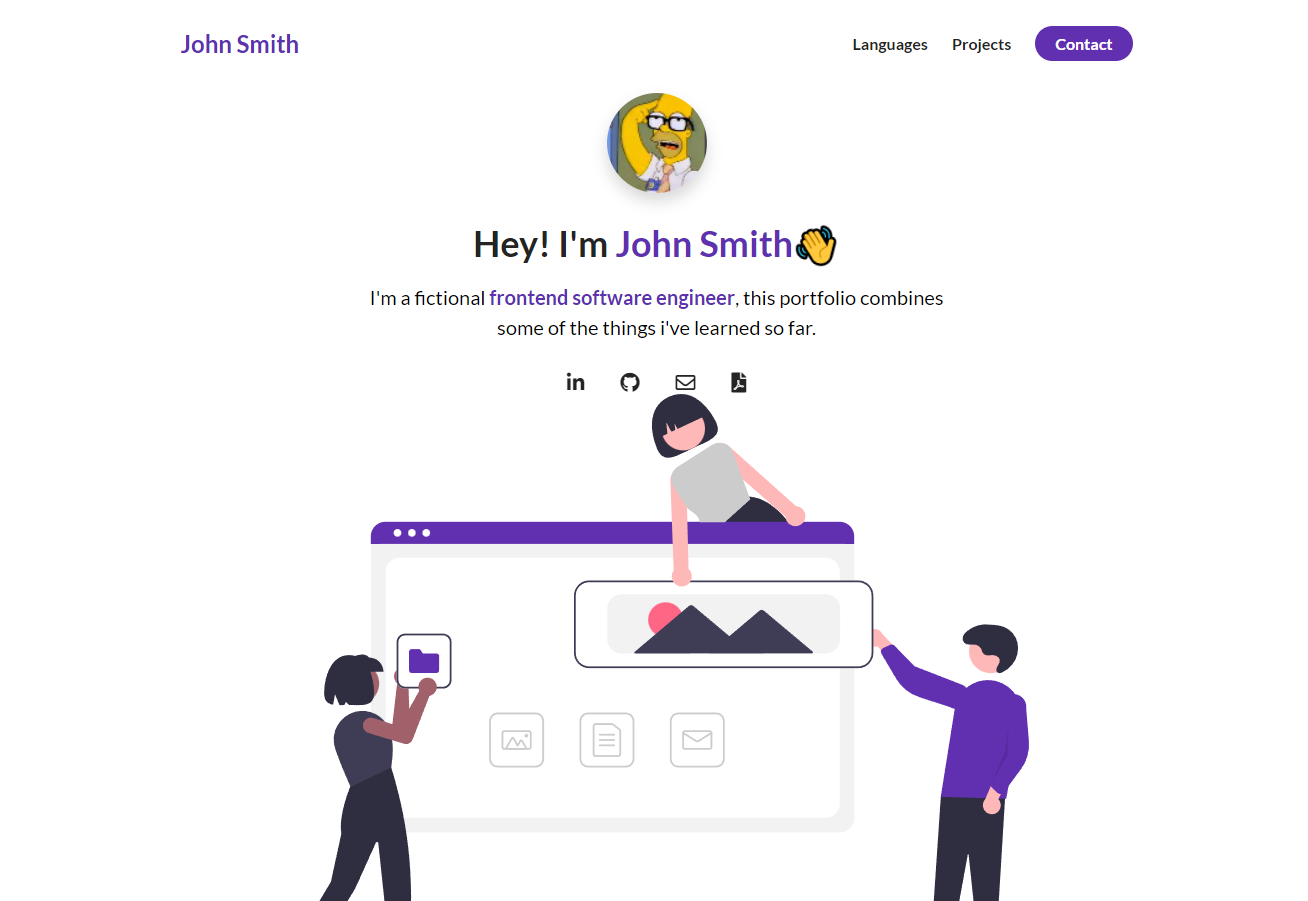 John Smith
Languages Projects Contact
Hey! I'm John Smith👋
I'm a fictional frontend software engineer, this portfolio combines
some of the things i've learned so far.